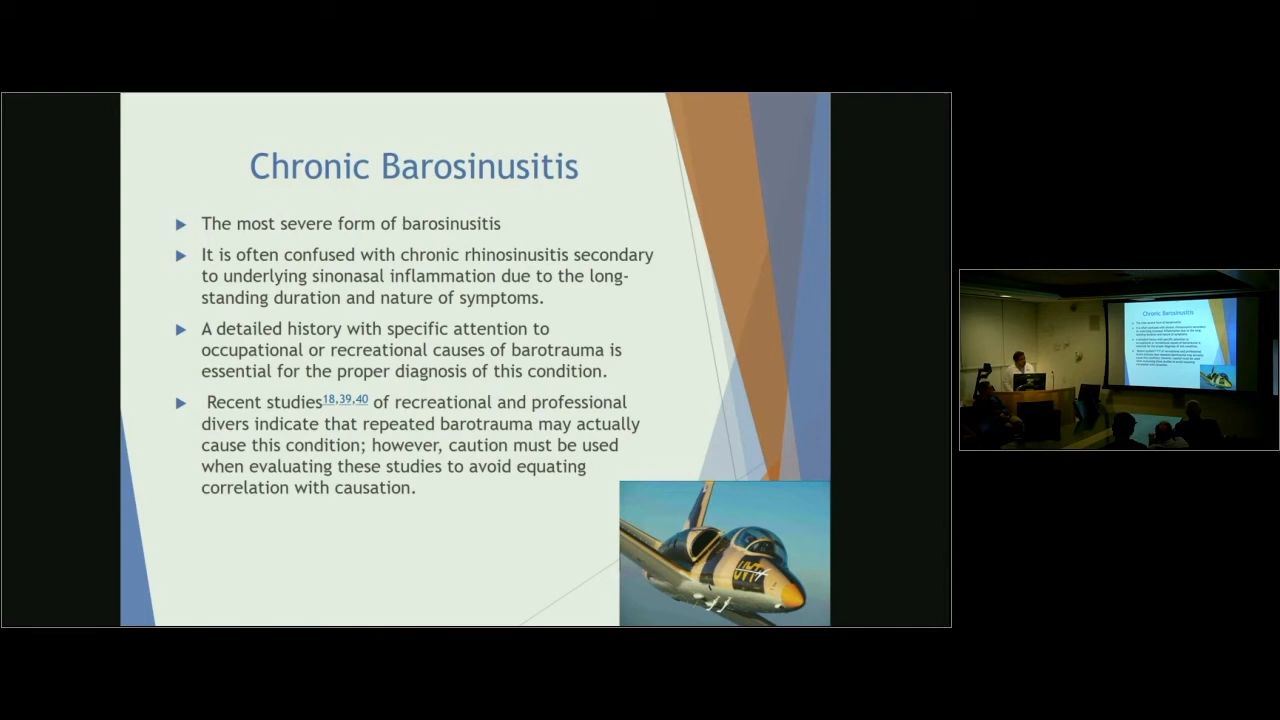 Chronic Barosinusitis
The most severe form of barosinusitis
It is often confused with chronic rhinosinusitis secondary
to underlying sinonasal inflammation due to the long-
standing duration and nature of symptoms.
A detailed history with specific attention to
occupational or recreational causes of barotrauma is
essential for the proper diagnosis of this condition.
Recent studies18,39,40 of recreational and professional
divers indicate that repeated barotrauma may actually
cause this condition; however, caution must be used
when evaluating these studies to avoid equating
correlation with causation.
Chronic Barosinusitis